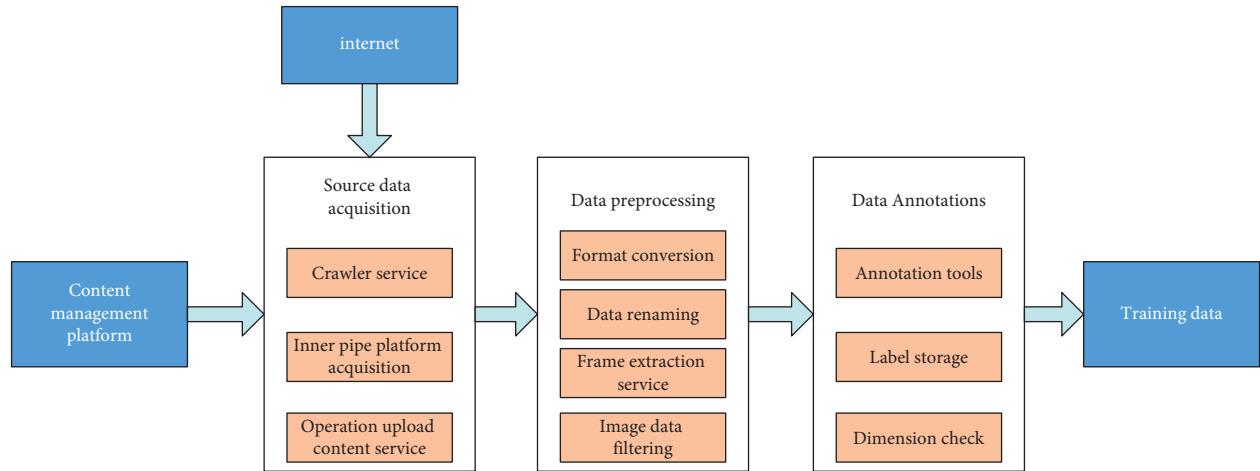 internet
Content
management
platform
Source data
acquisition
Crawler service
Inner pipe platform
acquisition
Operation upload
content service
Data preprocessing
Format conversion
Data renaming
Frame extraction
service
Image data
filtering
Data Annotations
Annotation tools
Label storage
Dimension check
Training data